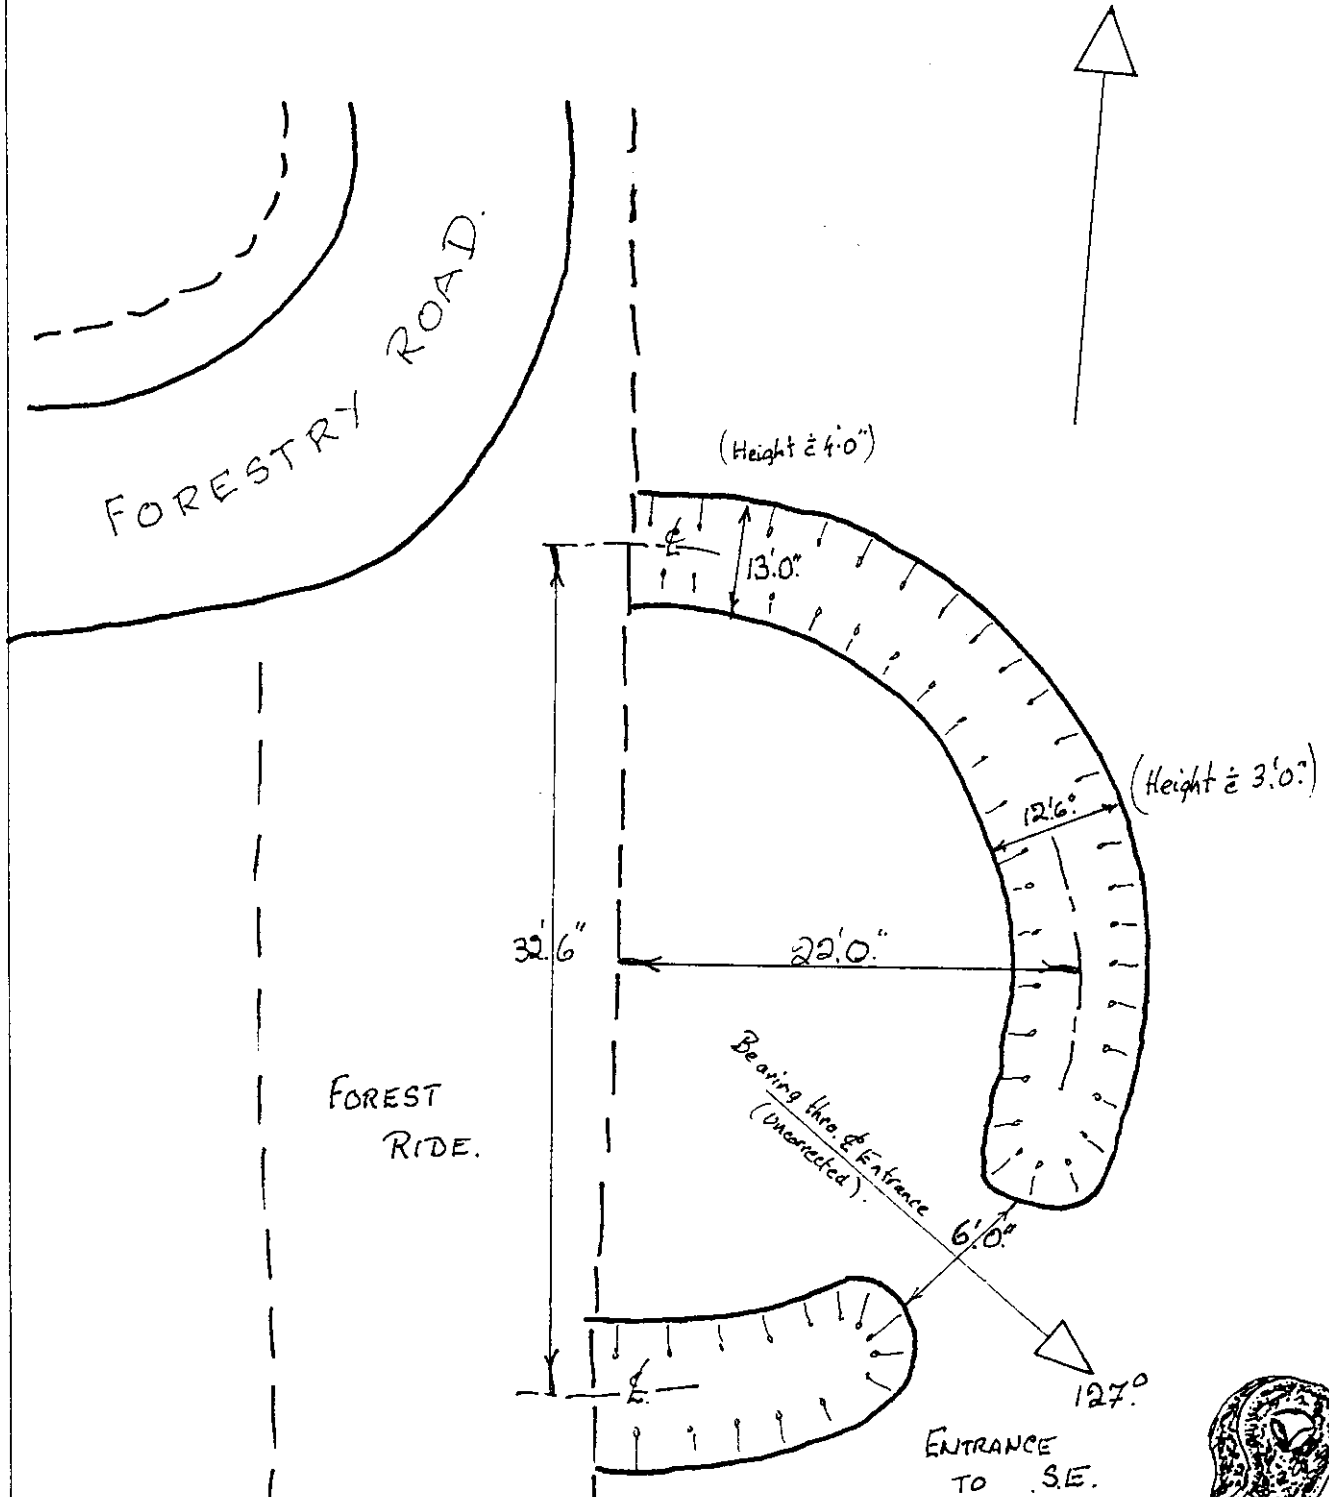 FORESTRY ROAD.
(Height ÷ c 4'.0")
℄
13'.0".
(Height ÷ c 3'.0".)
12'.6".
32'.6"
22'.0."
Bearing thro. ℄ Entrance
(Uncorrected).
FOREST
RIDE.
6'.0."
℄
127.°
ENTRANCE
TO .S.E.